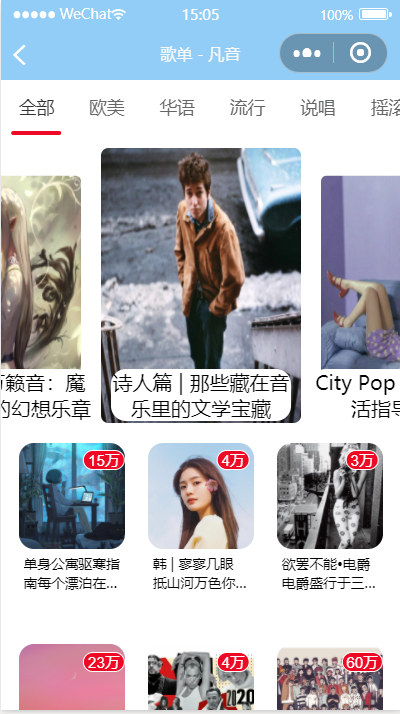 WeChat 15:05 100%
歌单 - 凡音
全部 欧美 华语 流行 说唱 摇滚
籁音：魔
的幻想乐章
诗人篇 | 那些藏在音
乐里的文学宝藏
City Pop
活指
15万
4万
3万
单身公寓驱寒指
南每个漂泊在...
韩 | 寥寥几眼
抵山河万色你...
欲罢不能•电爵
电爵盛行于三...
23万
4万
2020
60万